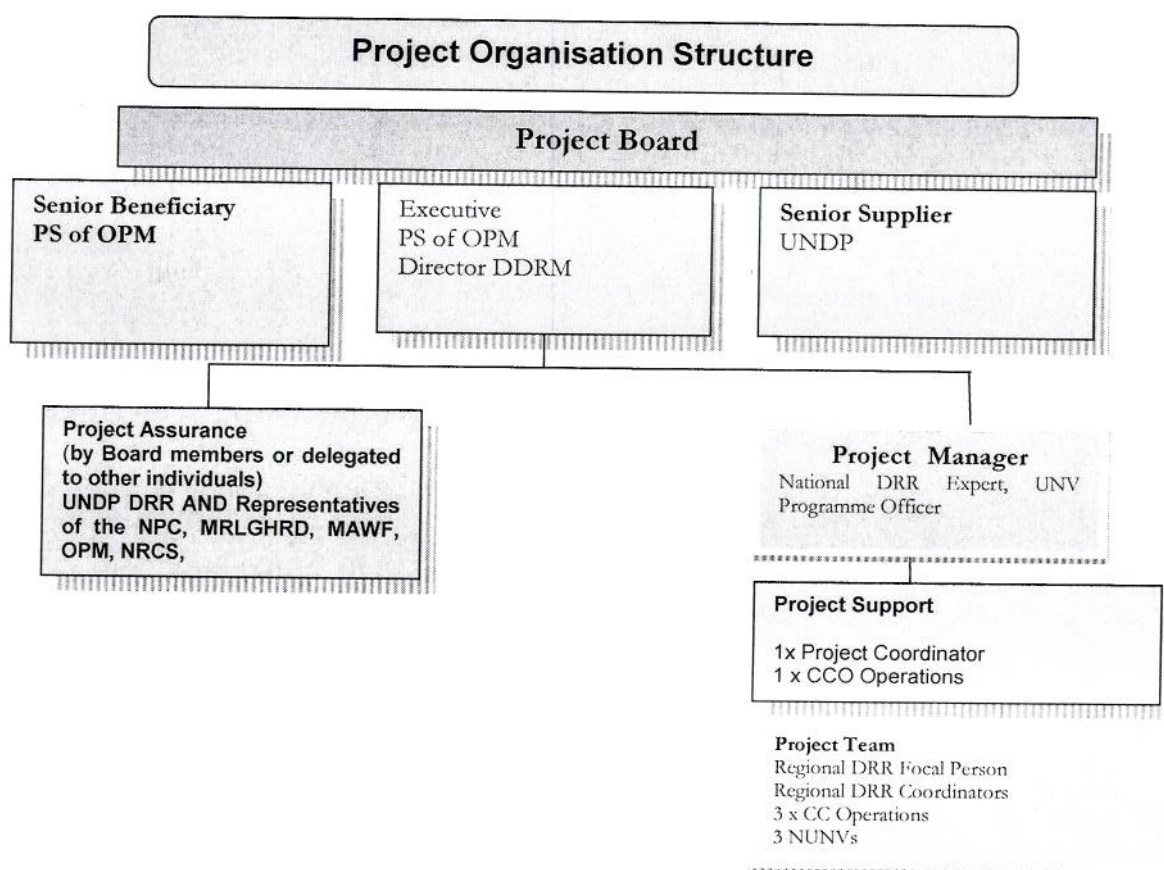 Project Organisation Structure
Project Board
Senior Beneficiary
PS of OPM
Executive
PS of OPM
Director DDRM
Senior Supplier
UNDP
Project Assurance
(by Board members or delegated
to other individuals)
UNDP DRR AND Representatives
of the NPC, MRLGHRD, MAWF,
OPM, NRCS,
Project Manager
National DRR Expert, UNV
Programme Officer
Project Support
1x Project Coordinator
1 x CCO Operations
Project Team
Regional DRR Focal Person
Regional DRR Coordinators
3 x CC Operations
3 NUNVs